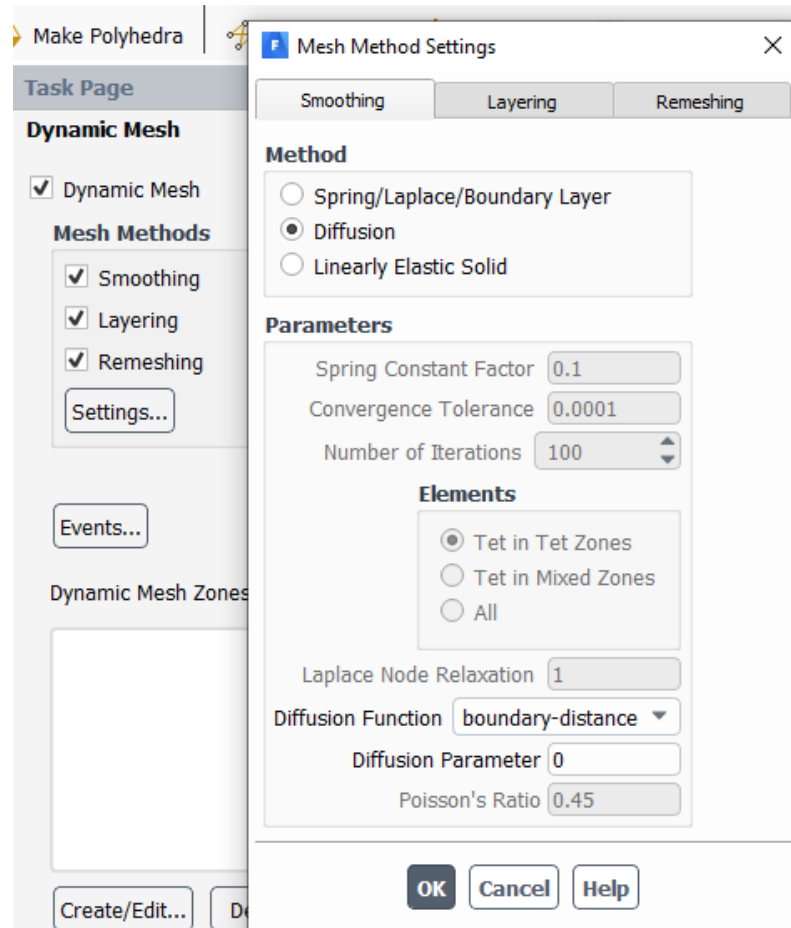 Make Polyhedra
Task Page
Dynamic Mesh
Dynamic Mesh
Mesh Methods
Smoothing
Layering
Remeshing
Settings...
Events...
Dynamic Mesh Zones
Create/Edit...
De
F Mesh Method Settings
Smoothing Layering Remeshing
Method
Spring/Laplace/Boundary Layer
Diffusion
Linearly Elastic Solid
Parameters
Spring Constant Factor 0.1
Convergence Tolerance 0.0001
Number of Iterations 100
Elements
Tet in Tet Zones
Tet in Mixed Zones
All
Laplace Node Relaxation 1
Diffusion Function boundary-distance
Diffusion Parameter 0
Poisson's Ratio 0.45
OK Cancel Help